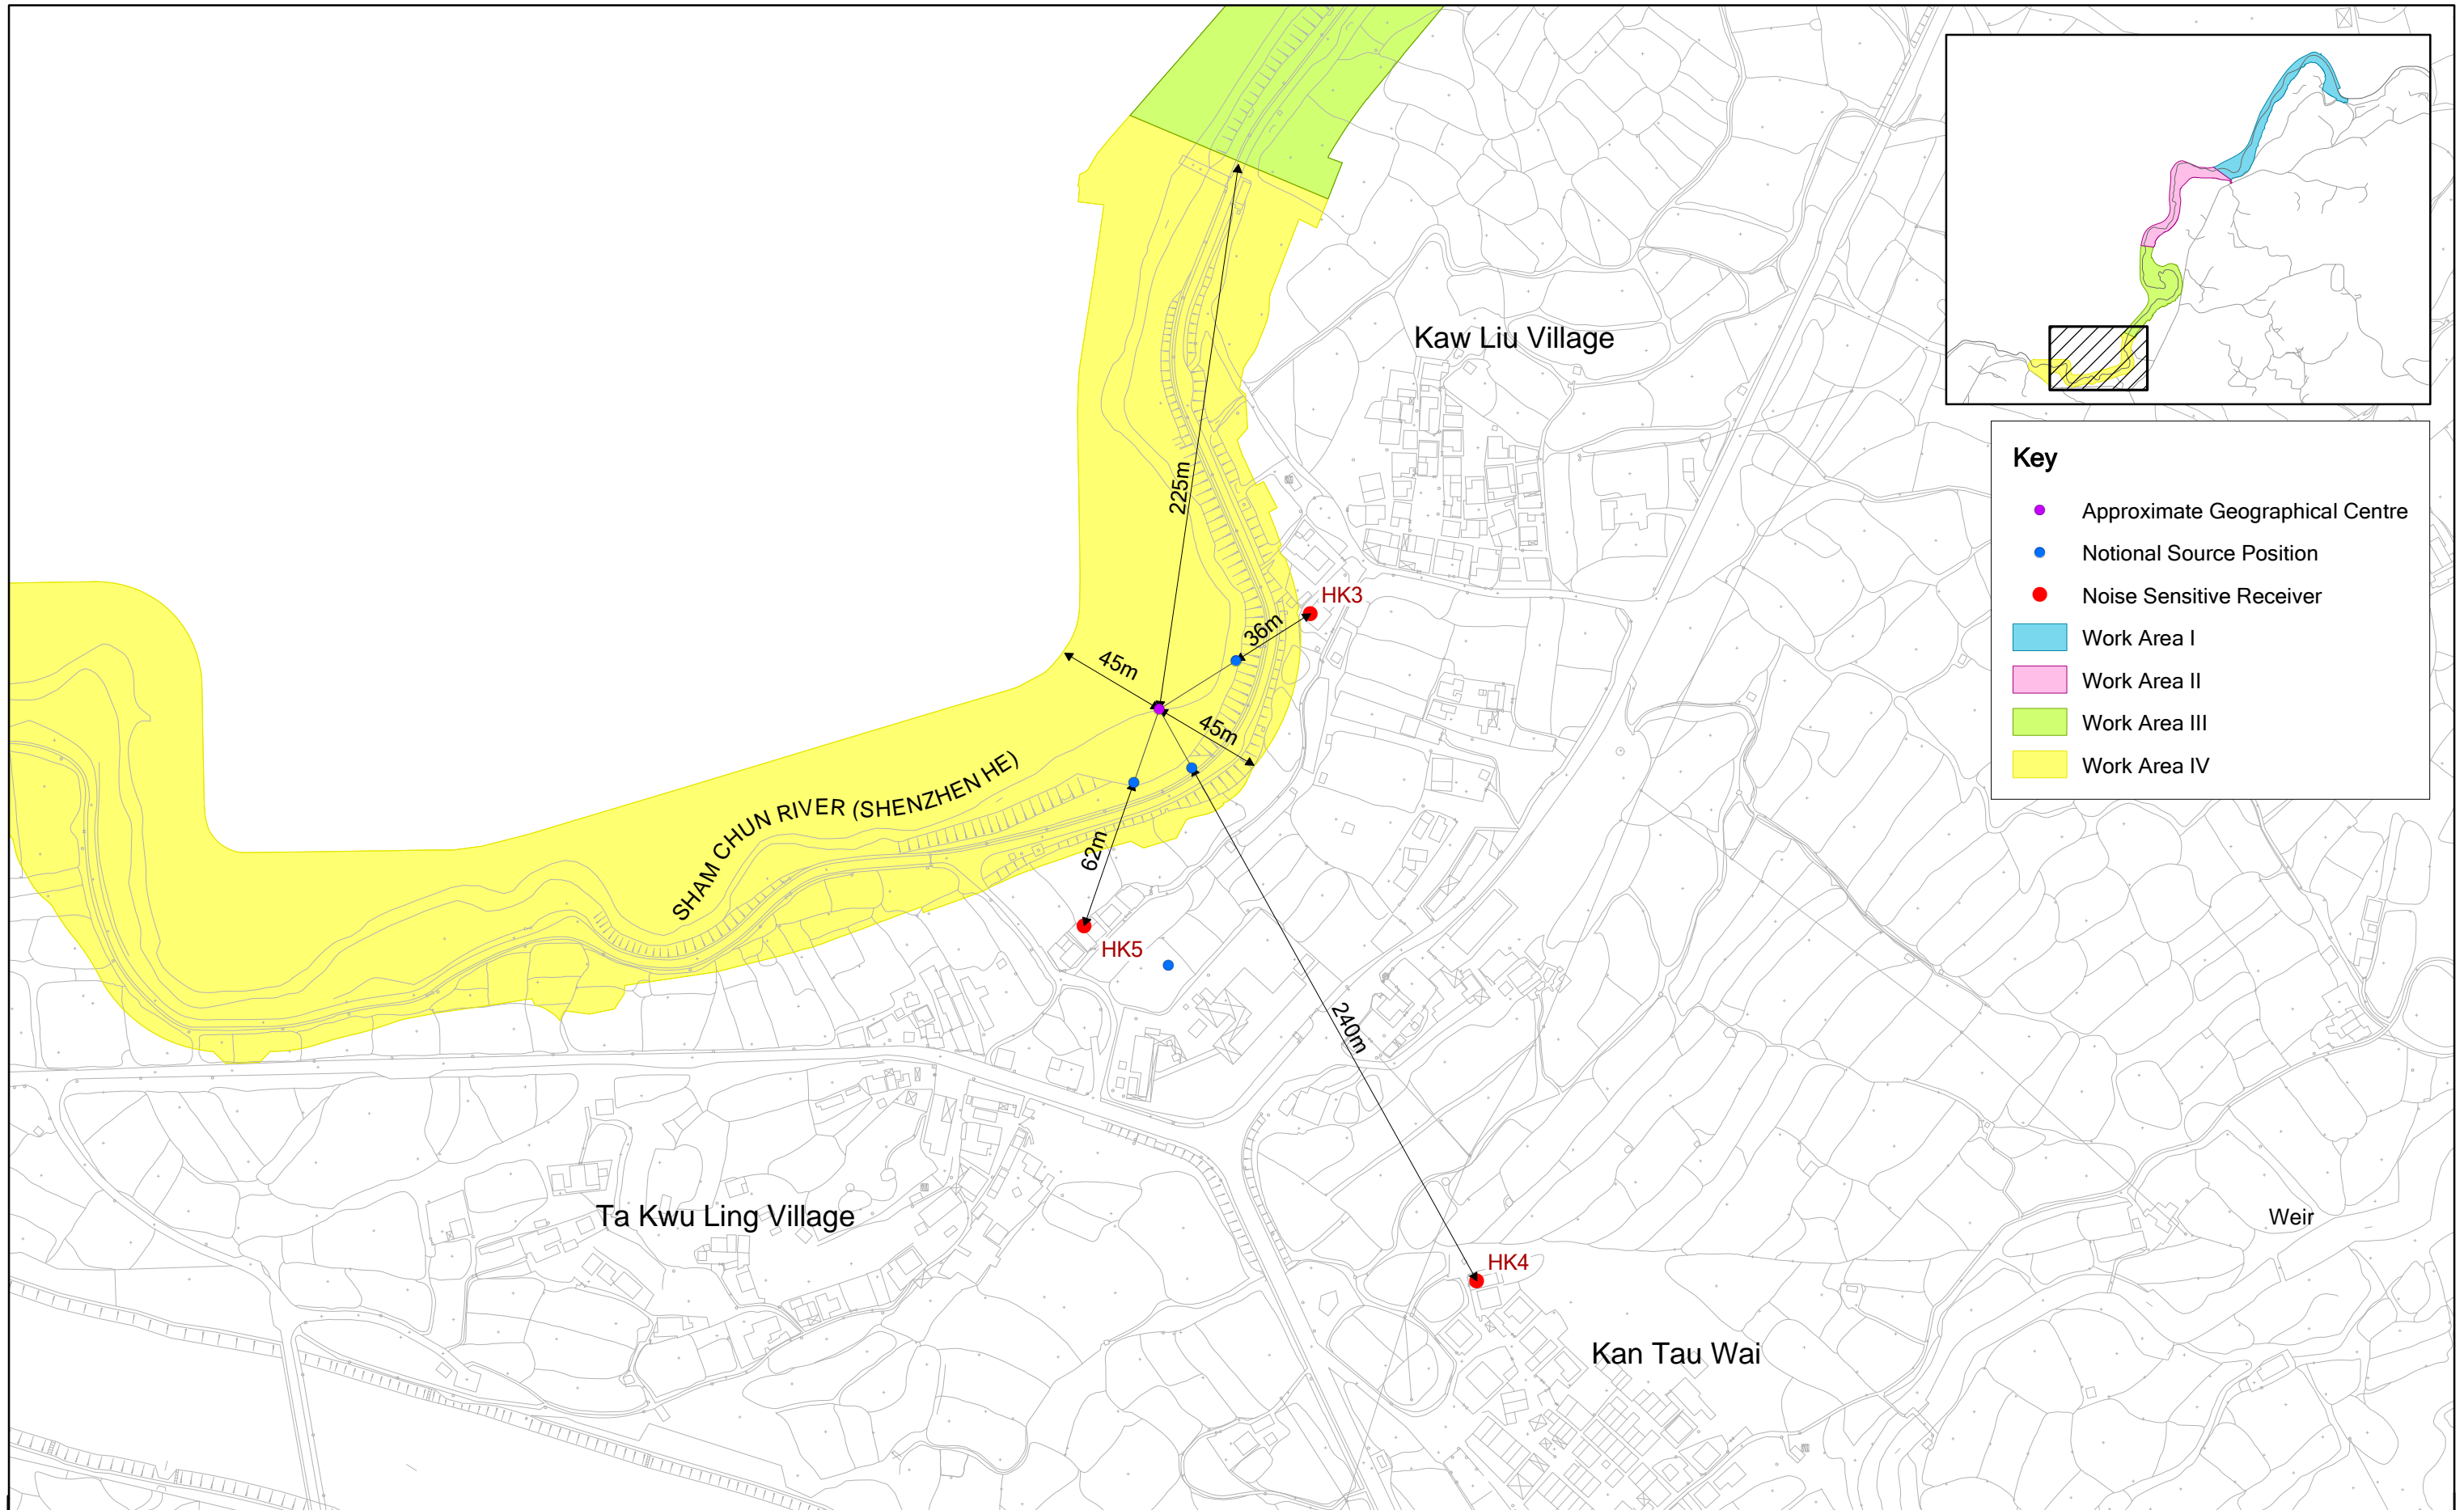 Kaw Liu Village
225m
HK3
36m
45m
45m
SHAM CHUN RIVER (SHENZHEN HE)
62m
HK5
240m
Ta Kwu Ling Village
HK4
Weir
Kan Tau Wai
Key
Approximate Geographical Centre
Notional Source Position
Noise Sensitive Receiver
Work Area I
Work Area II
Work Area III
Work Area IV